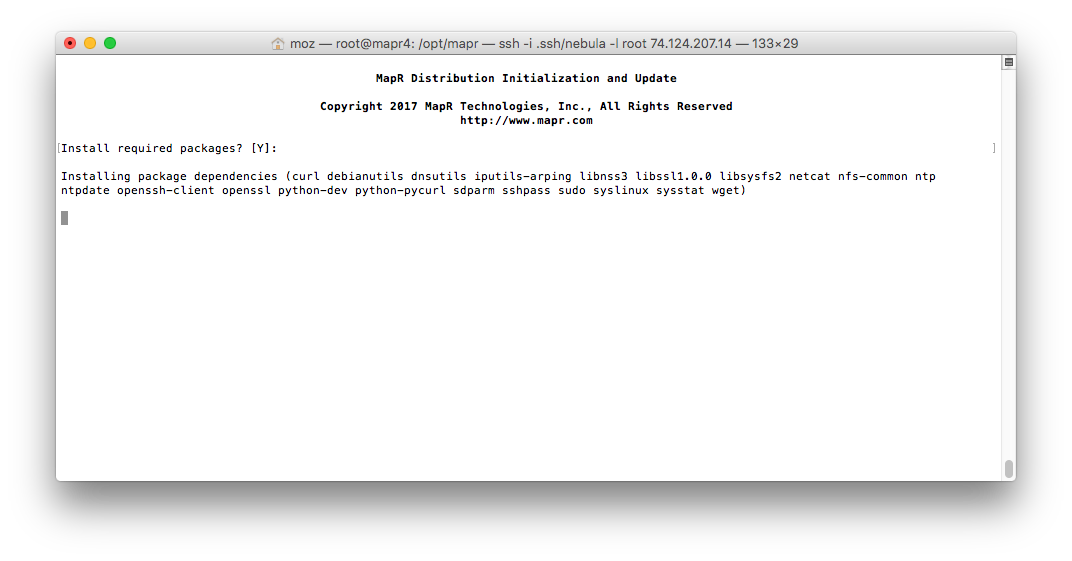 moz — root@mapr4: /opt/mapr — ssh -i .ssh/nebula -l root 74.124.207.14 — 133×29
MapR Distribution Initialization and Update
Copyright 2017 MapR Technologies, Inc., All Rights Reserved
http://www.mapr.com
[Install required packages? [Y]: ]
Installing package dependencies (curl debianutils dnsutils iputils-arping libnss3 libssl1.0.0 libsysfs2 netcat nfs-common ntp
ntpdate openssh-client openssl python-dev python-pycurl sdparm sshpass sudo syslinux sysstat wget)